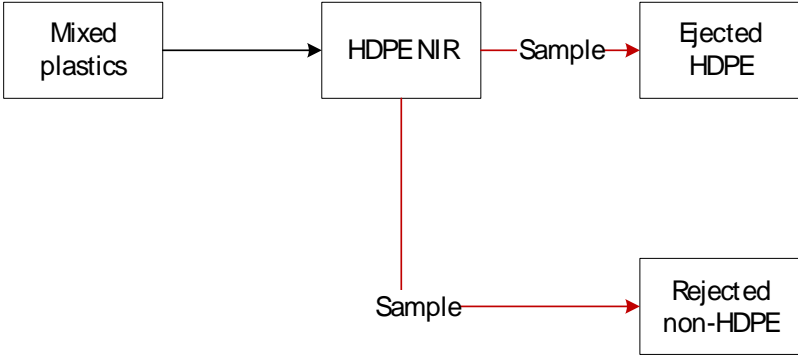 Mixed
plastics
HDPE NIR
Sample
Ejected
HDPE
Sample
Rejected
non-HDPE